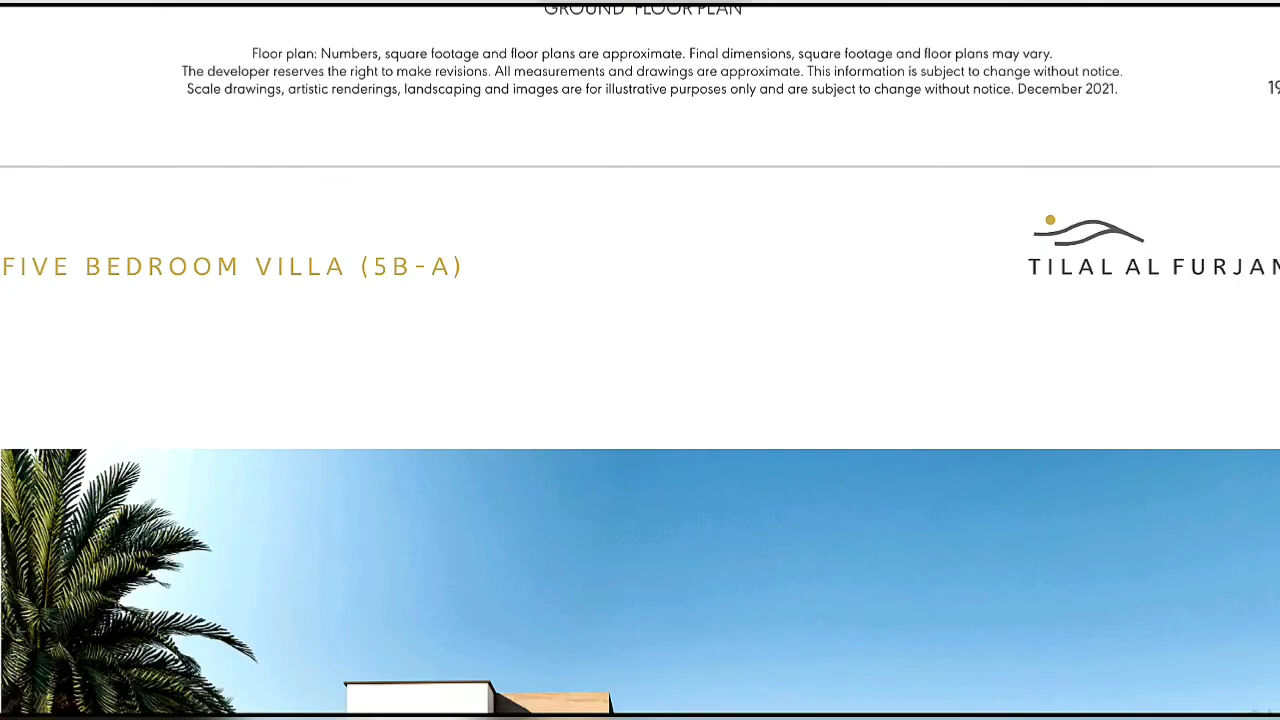 GROUND FLOOR PLAN
Floor plan: Numbers, square footage and floor plans are approximate. Final dimensions, square footage and floor plans may vary.
The developer reserves the right to make revisions. All measurements and drawings are approximate. This information is subject to change without notice.
Scale drawings, artistic renderings, landscaping and images are for illustrative purposes only and are subject to change without notice. December 2021.
19
FIVE BEDROOM VILLA (5B-A)
TILAL AL FURJAN